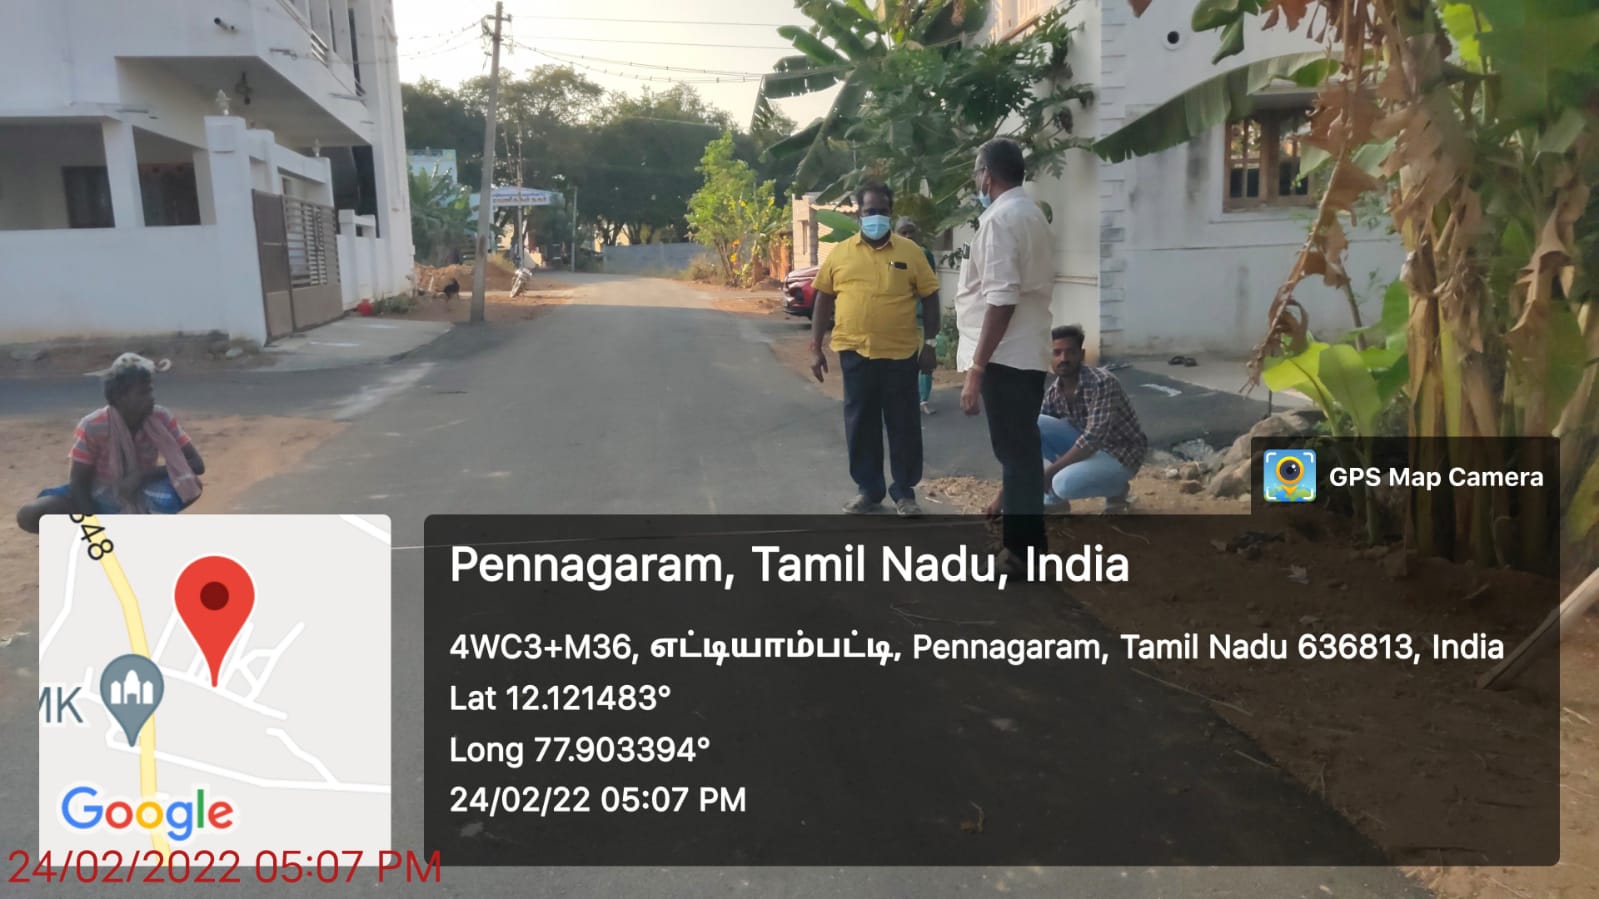 GPS Map Camera
Pennagaram, Tamil Nadu, India
4WC3+M36, எட்டியாம்பட்டி, Pennagaram, Tamil Nadu 636813, India
Lat 12.121483°
Long 77.903394°
24/02/22 05:07 PM
348
MK
Google
24/02/2022 05:07 PM